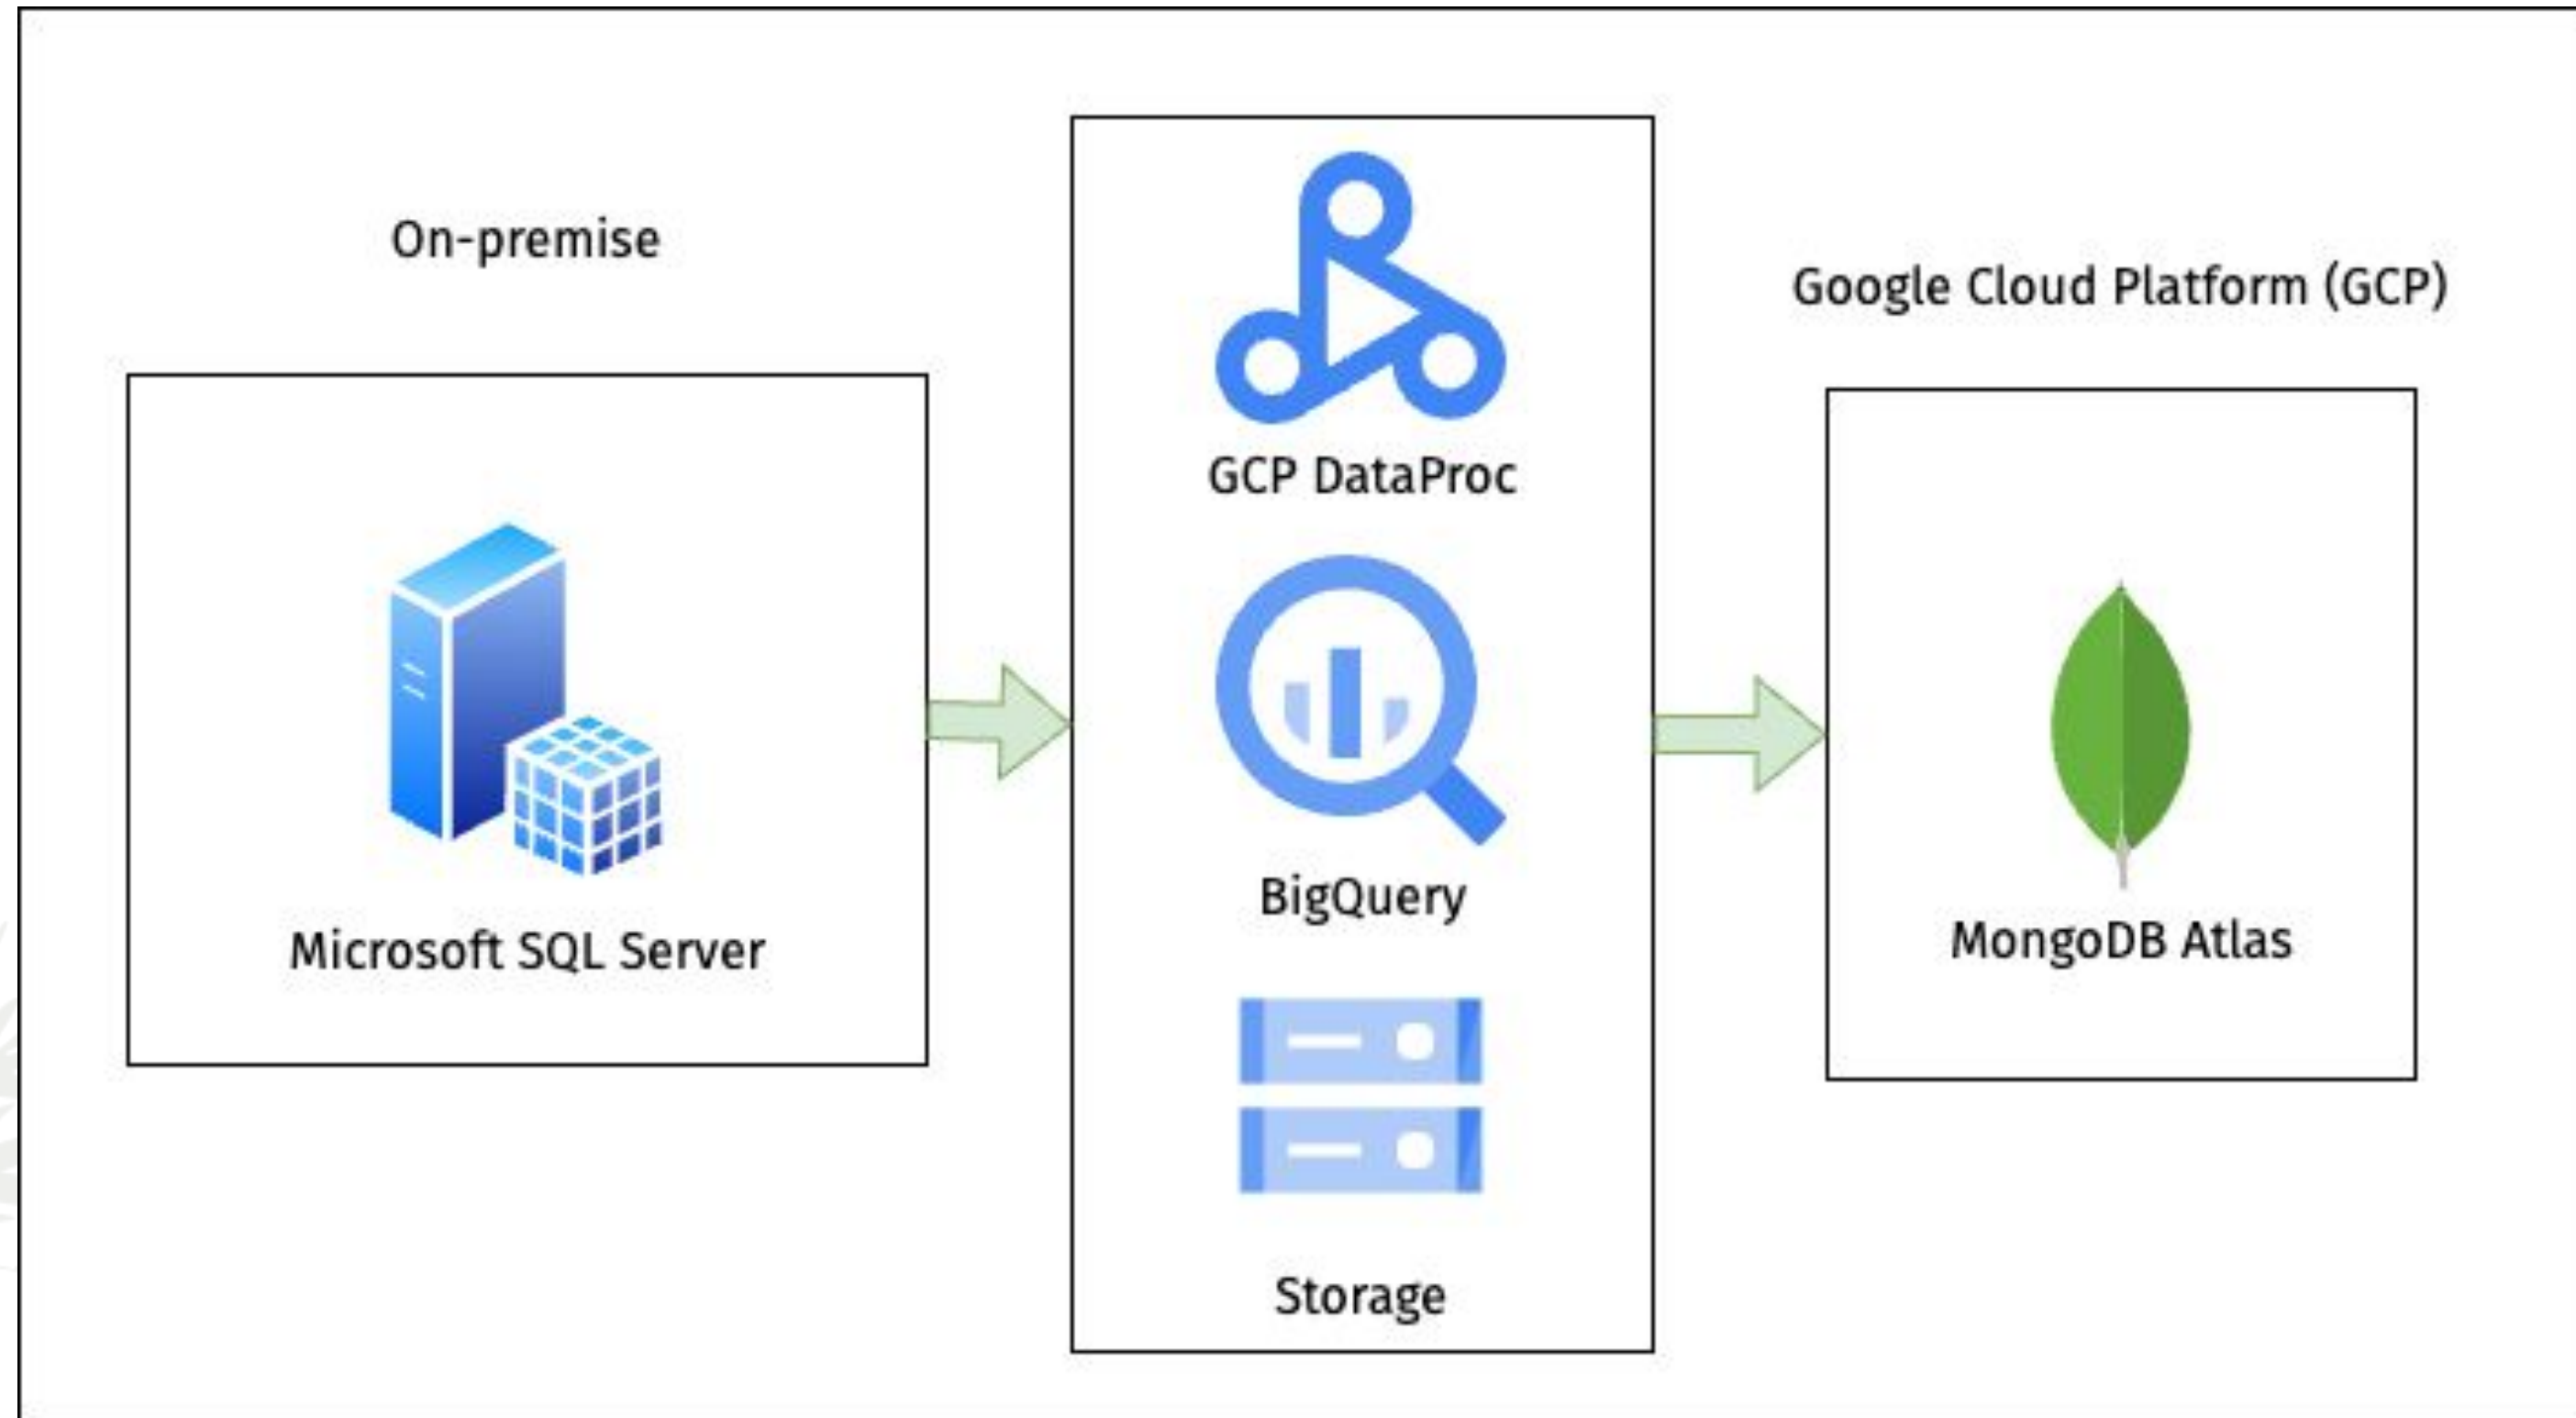 On-premise
Microsoft SQL Server
GCP DataProc
BigQuery
Storage
Google Cloud Platform (GCP)
MongoDB Atlas